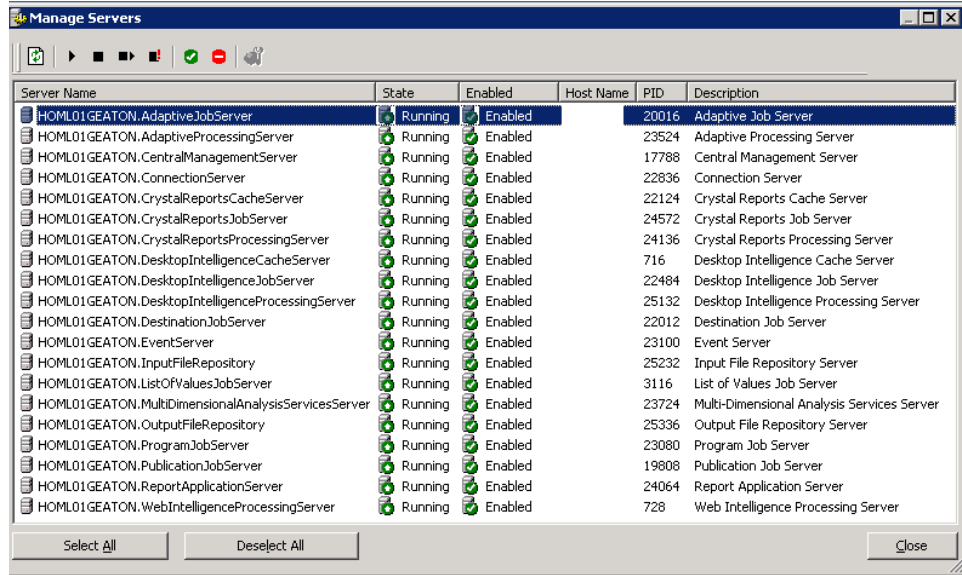 Manage Servers
Server Name State Enabled Host Name PID Description
HOML01GEATON.AdaptiveJobServer Running Enabled 20016 Adaptive Job Server
HOML01GEATON.AdaptiveProcessingServer Running Enabled 23524 Adaptive Processing Server
HOML01GEATON.CentralManagementServer Running Enabled 17788 Central Management Server
HOML01GEATON.ConnectionServer Running Enabled 22836 Connection Server
HOML01GEATON.CrystalReportsCacheServer Running Enabled 22124 Crystal Reports Cache Server
HOML01GEATON.CrystalReportsJobServer Running Enabled 24572 Crystal Reports Job Server
HOML01GEATON.CrystalReportsProcessingServer Running Enabled 24136 Crystal Reports Processing Server
HOML01GEATON.DesktopIntelligenceCacheServer Running Enabled 716 Desktop Intelligence Cache Server
HOML01GEATON.DesktopIntelligenceJobServer Running Enabled 22484 Desktop Intelligence Job Server
HOML01GEATON.DesktopIntelligenceProcessingServer Running Enabled 25132 Desktop Intelligence Processing Server
HOML01GEATON.DestinationJobServer Running Enabled 22012 Destination Job Server
HOML01GEATON.EventServer Running Enabled 23100 Event Server
HOML01GEATON.InputFileRepository Running Enabled 25232 Input File Repository Server
HOML01GEATON.ListOfValuesJobServer Running Enabled 3116 List of Values Job Server
HOML01GEATON.MultiDimensionalAnalysisServicesServer Running Enabled 23724 Multi-Dimensional Analysis Services Server
HOML01GEATON.OutputFileRepository Running Enabled 25336 Output File Repository Server
HOML01GEATON.ProgramJobServer Running Enabled 23080 Program Job Server
HOML01GEATON.PublicationJobServer Running Enabled 19808 Publication Job Server
HOML01GEATON.ReportApplicationServer Running Enabled 24064 Report Application Server
HOML01GEATON.WebIntelligenceProcessingServer Running Enabled 728 Web Intelligence Processing Server
Select All Deselect All Close